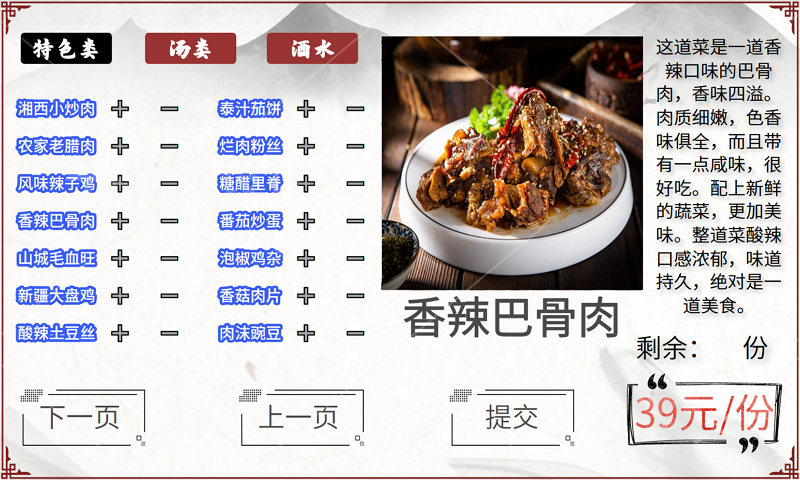 特色类
汤类
酒水
湘西小炒肉
农家老腊肉
风味辣子鸡
香辣巴骨肉
山城毛血旺
新疆大盘鸡
酸辣土豆丝
泰汁茄饼
烂肉粉丝
糖醋里脊
番茄炒蛋
泡椒鸡杂
香菇肉片
肉沫豌豆
香辣巴骨肉
这道菜是一道香
辣口味的巴骨
肉，香味四溢。
肉质细嫩，色香
味俱全，而且带
有一点咸味，很
好吃。配上新鲜
的蔬菜，更加美
味。整道菜酸辣
口感浓郁，味道
持久，绝对是一
道美食。
剩余： 份
39元/份
下一页
上一页
提交